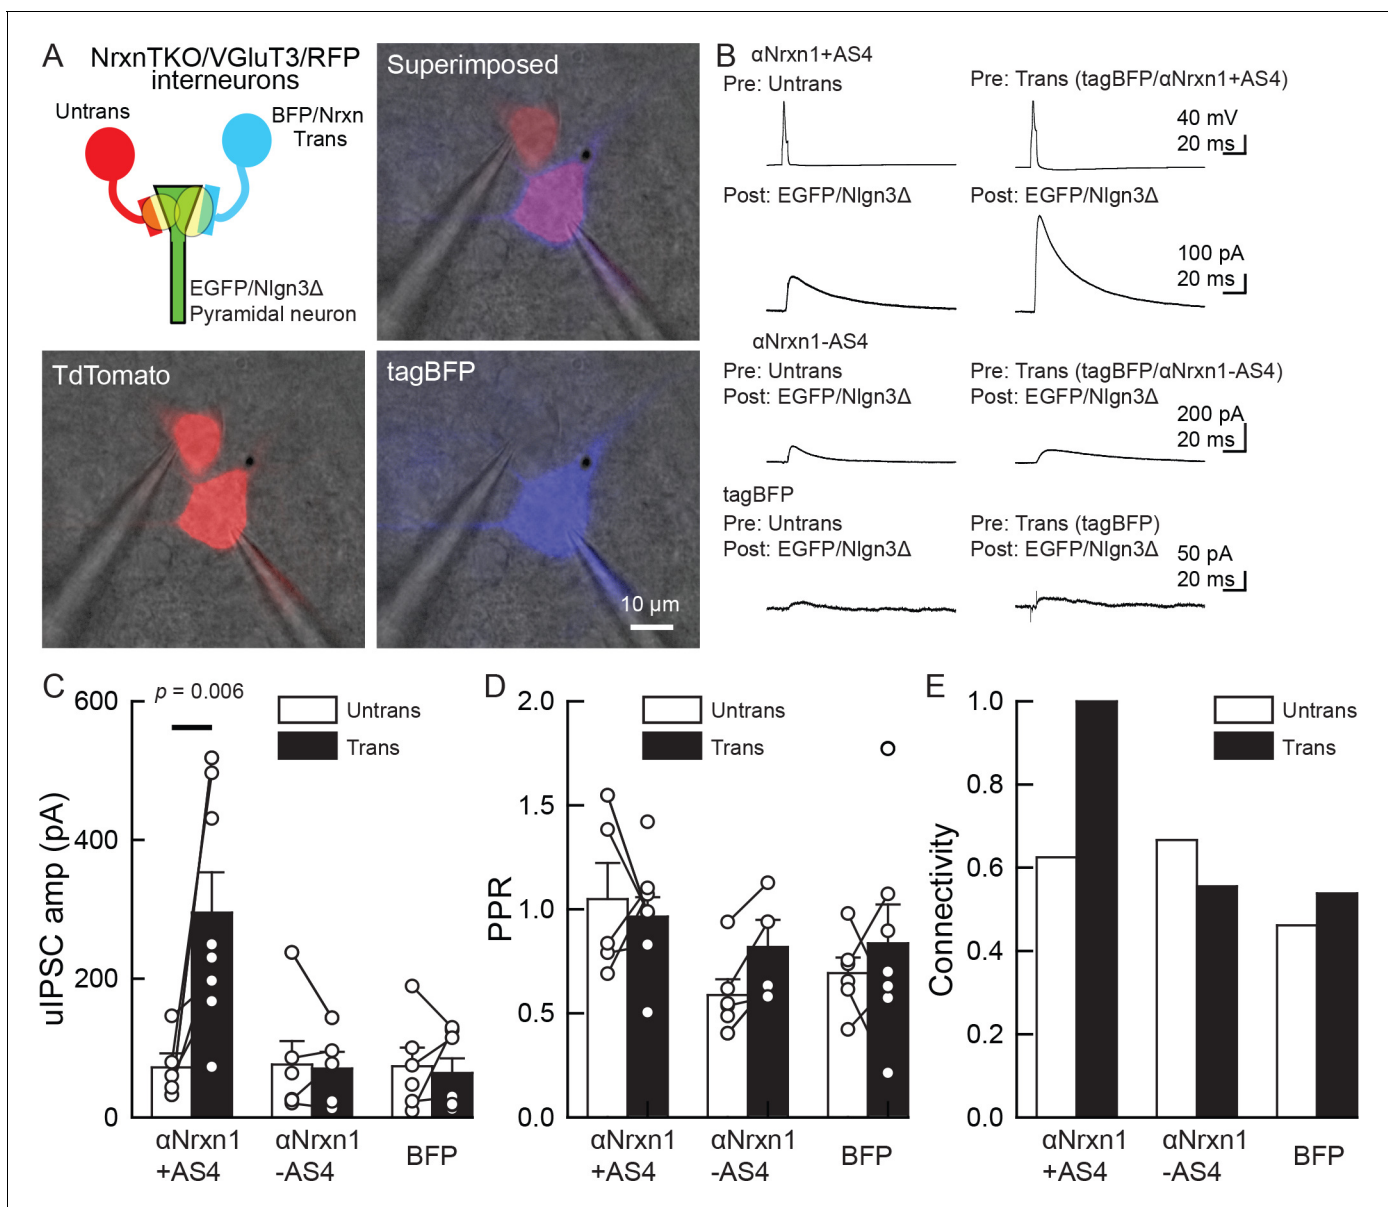 A
NrxnTKO/VGluT3/RFP
interneurons
Untrans
BFP/Nrxn
Trans
EGFP/Nlgn3Δ
Pyramidal neuron
Superimposed
TdTomato
tagBFP
10 µm
B
αNrxn1+AS4
Pre: Untrans
Pre: Trans (tagBFP/αNrxn1+AS4)
40 mV
20 ms
Post: EGFP/Nlgn3Δ
Post: EGFP/Nlgn3Δ
100 pA
20 ms
αNrxn1-AS4
Pre: Untrans
Post: EGFP/Nlgn3Δ
Pre: Trans (tagBFP/αNrxn1-AS4)
Post: EGFP/Nlgn3Δ
200 pA
20 ms
tagBFP
Pre: Untrans
Post: EGFP/Nlgn3Δ
Pre: Trans (tagBFP)
Post: EGFP/Nlgn3Δ
50 pA
20 ms
C
uIPSC amp (pA)
600
400
200
0
p = 0.006
Untrans
Trans
αNrxn1
+AS4
αNrxn1
-AS4
BFP
D
PPR
2.0
1.5
1.0
0.5
0.0
Untrans
Trans
αNrxn1
+AS4
αNrxn1
-AS4
BFP
E
Connectivity
1.0
0.8
0.6
0.4
0.2
0.0
Untrans
Trans
αNrxn1
+AS4
αNrxn1
-AS4
BFP